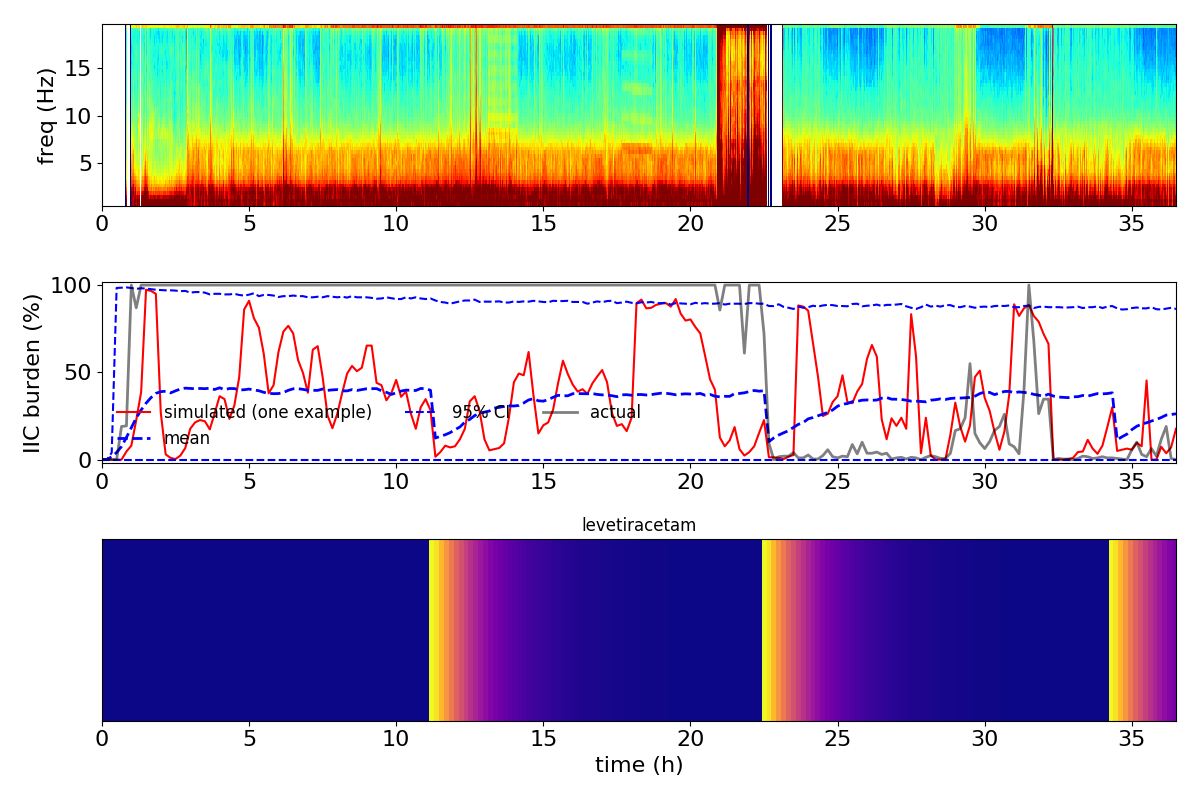 15
10
5
freq (Hz)
0 5 10 15 20 25 30 35
100
50
0
IIC burden (%)
simulated (one example) 95% CI actual
mean
0 5 10 15 20 25 30 35
levetiracetam
0 5 10 15 20 25 30 35
time (h)